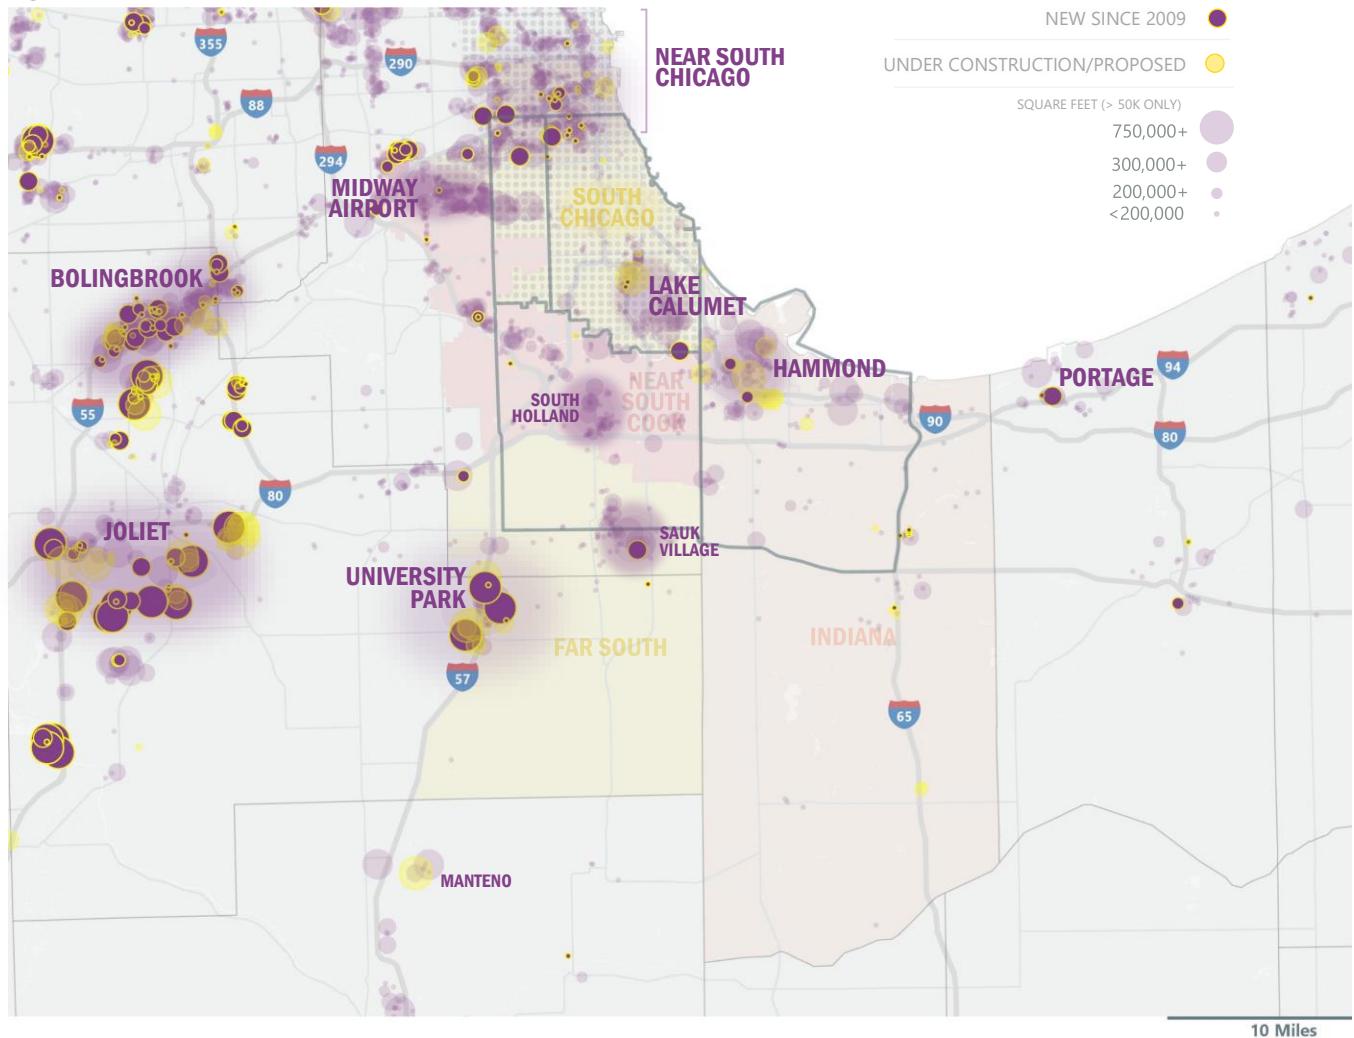 NEW SINCE 2009
UNDER CONSTRUCTION/PROPOSED
SQUARE FEET (> 50K ONLY)
750,000+
300,000+
200,000+
<200,000
355
290
NEAR SOUTH
CHICAGO
88
294
MIDWAY
AIRPORT
SOUTH
CHICAGO
BOLINGBROOK
LAKE
CALUMET
HAMMOND
PORTAGE
94
55
SOUTH
HOLLAND
NEAR
SOUTH
COOK
90
80
80
JOLIET
SAUK
VILLAGE
UNIVERSITY
PARK
FAR SOUTH
INDIANA
57
65
MANTENO
10 Miles